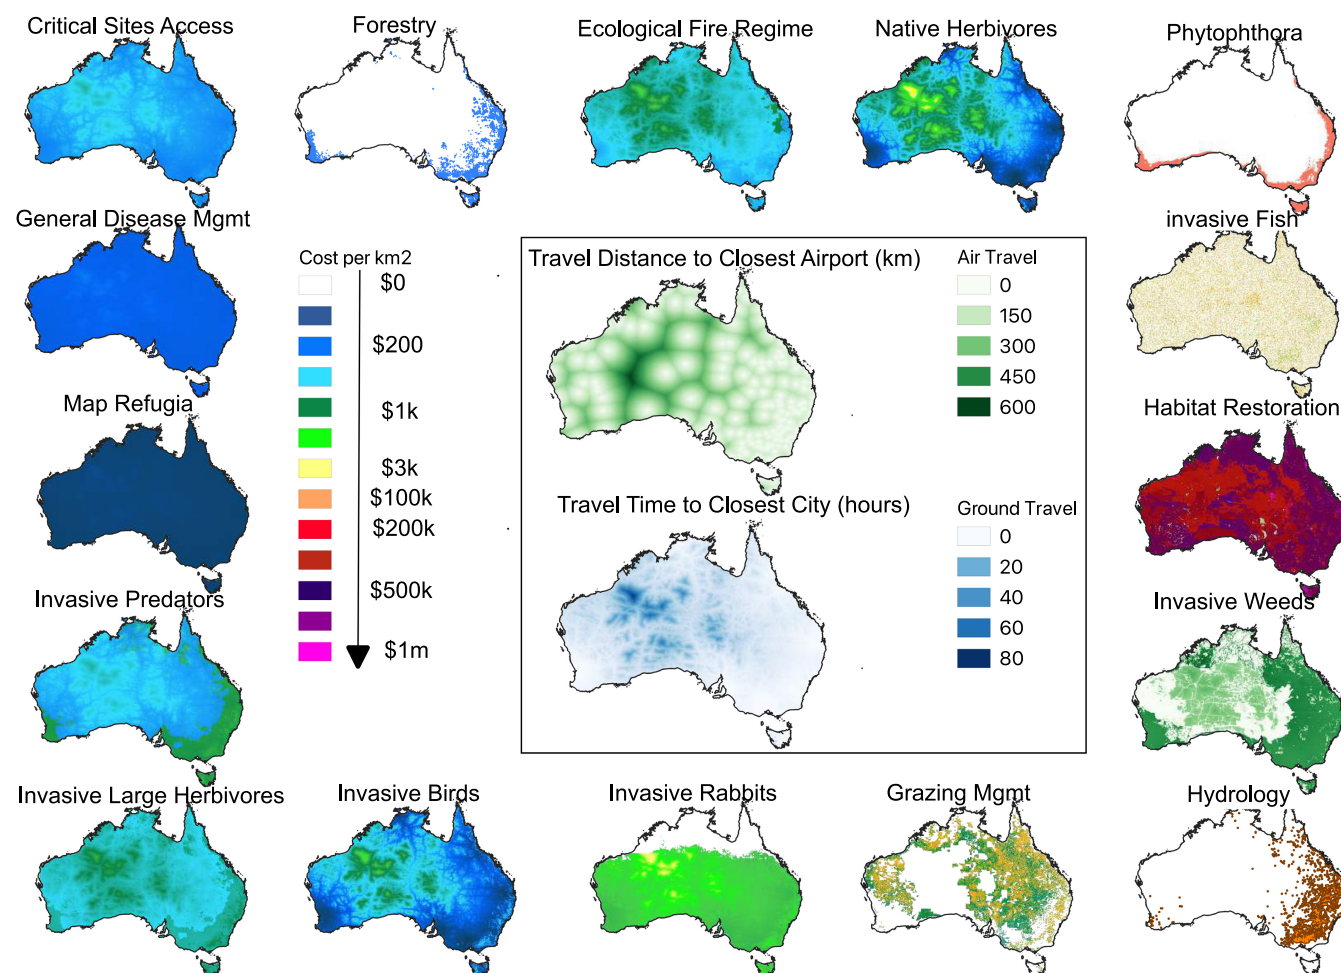 Critical Sites Access
Forestry
Ecological Fire Regime
Native Herbivores
Phytophthora
General Disease Mgmt
invasive Fish
Cost per km2
$0
$200
$1k
$3k
$100k
$200k
$500k
$1m
Travel Distance to Closest Airport (km)
Air Travel
0
150
300
450
600
Map Refugia
Habitat Restoration
Travel Time to Closest City (hours)
Ground Travel
0
20
40
60
80
Invasive Predators
Invasive Weeds
Invasive Large Herbivores
Invasive Birds
Invasive Rabbits
Grazing Mgmt
Hydrology